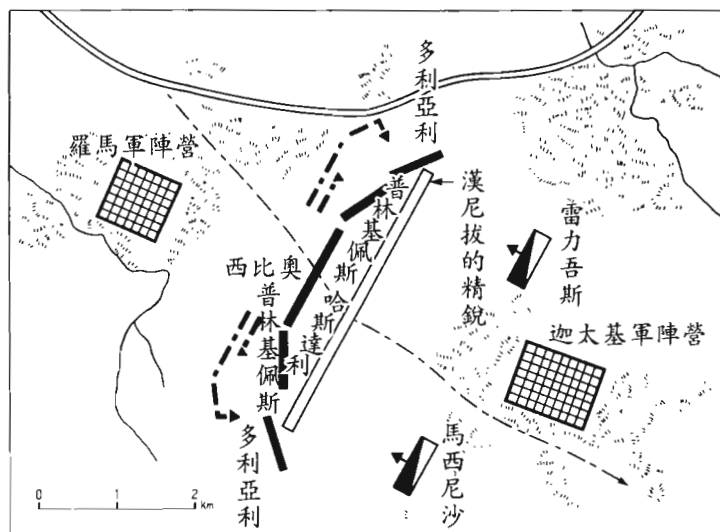 多利亞利
羅馬軍陣營
普林基佩斯
漢尼拔的精銳
雷力吾斯
西比奧
哈斯達利
普林基佩斯
迦太基軍陣營
多利亞利
馬西尼沙
0 1 2
km